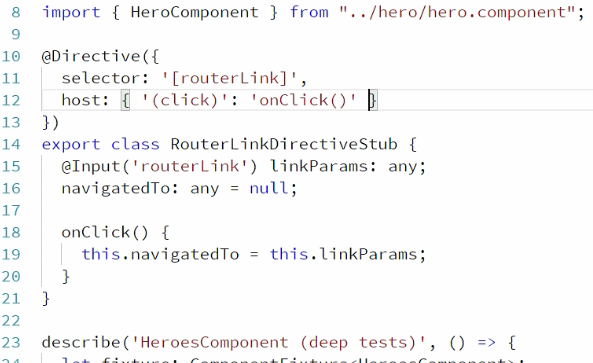 8 import { HeroComponent } from "../hero/hero.component";
9
10 @Directive({
11   selector: '[routerLink]',
12   host: { '(click)': 'onClick()' }
13 })
14 export class RouterLinkDirectiveStub {
15   @Input('routerLink') linkParams: any;
16   navigatedTo: any = null;
17
18   onClick() {
19     this.navigatedTo = this.linkParams;
20   }
21 }
22
23 describe('HeroesComponent (deep tests)', () => {
24   let fixture: ComponentFixture<HeroesComponent>;